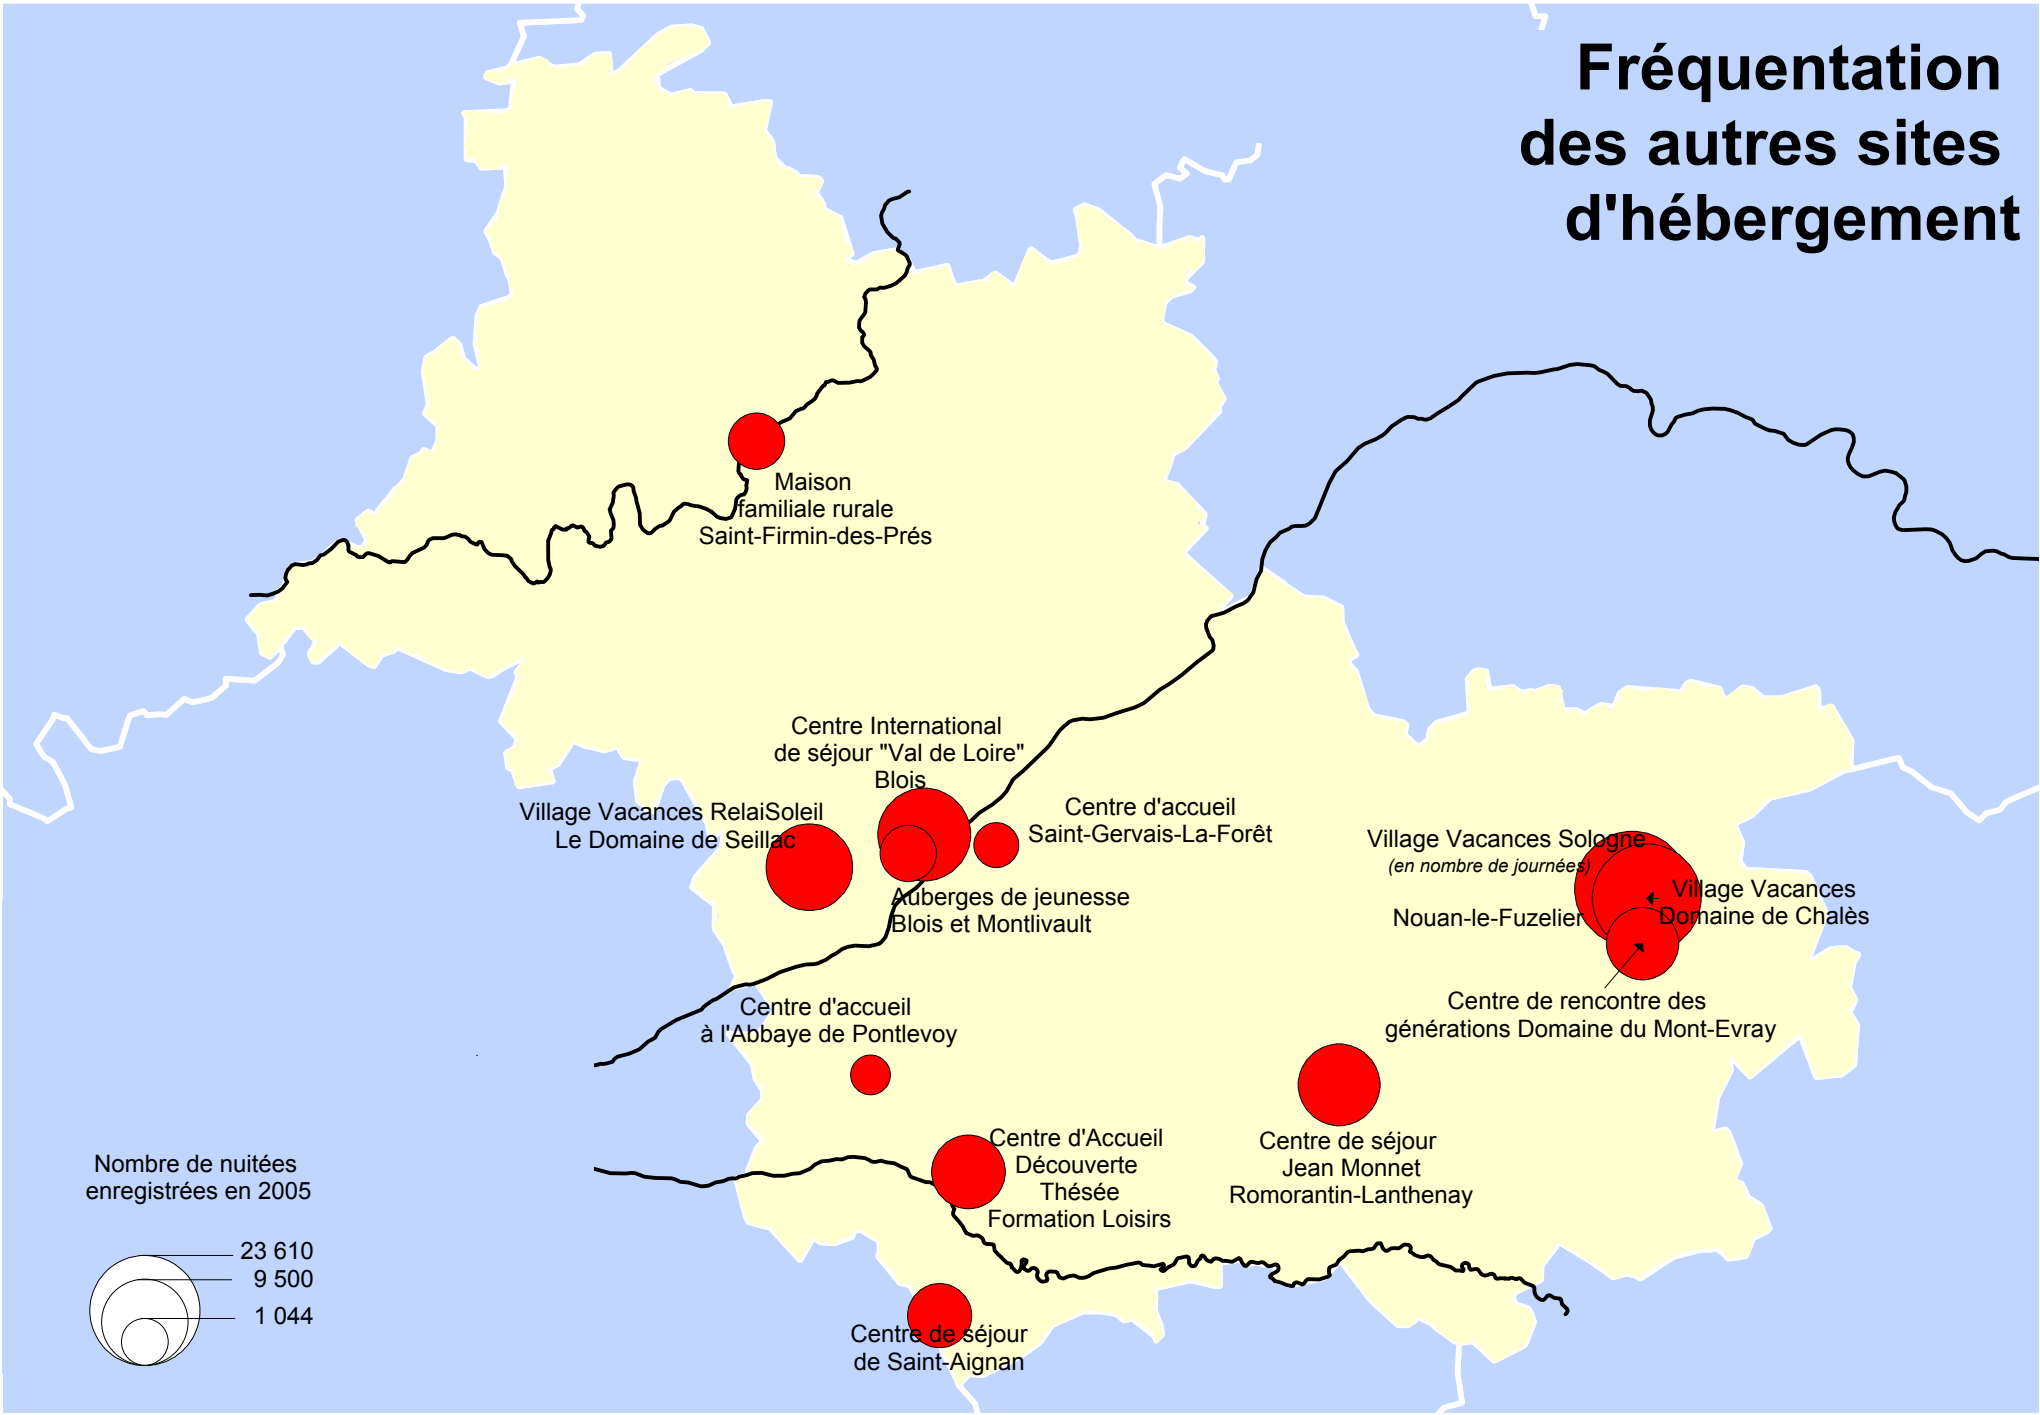 Fréquentation
des autres sites
d'hébergement
Maison
familiale rurale
Saint-Firmin-des-Prés
Centre International
de séjour "Val de Loire"
Blois
Village Vacances RelaiSoleil
Le Domaine de Seillac
Centre d'accueil
Saint-Gervais-La-Forêt
Auberges de jeunesse
Blois et Montlivault
Village Vacances Sologne
(en nombre de journées)
Nouan-le-Fuzelier
Village Vacances
Domaine de Chalès
Centre de rencontre des
générations Domaine du Mont-Evray
Centre d'accueil
à l'Abbaye de Pontlevoy
Centre d'Accueil
Découverte
Thésée
Formation Loisirs
Centre de séjour
Jean Monnet
Romorantin-Lanthenay
Centre de séjour
de Saint-Aignan
Nombre de nuitées
enregistrées en 2005
23 610
9 500
1 044